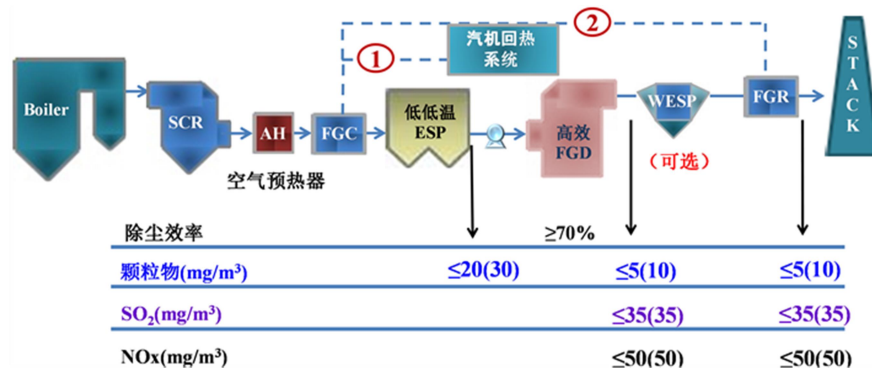 ②
汽机回热
系统
①
STACK
Boiler
SCR
AH
FGC
低低温
ESP
高效
FGD
WESP
FGR
(可选)
空气预热器
除尘效率 ≥70%
颗粒物(mg/m³) ≤20(30) ≤5(10) ≤5(10)
SO₂(mg/m³) ≤35(35) ≤35(35)
NOx(mg/m³) ≤50(50) ≤50(50)